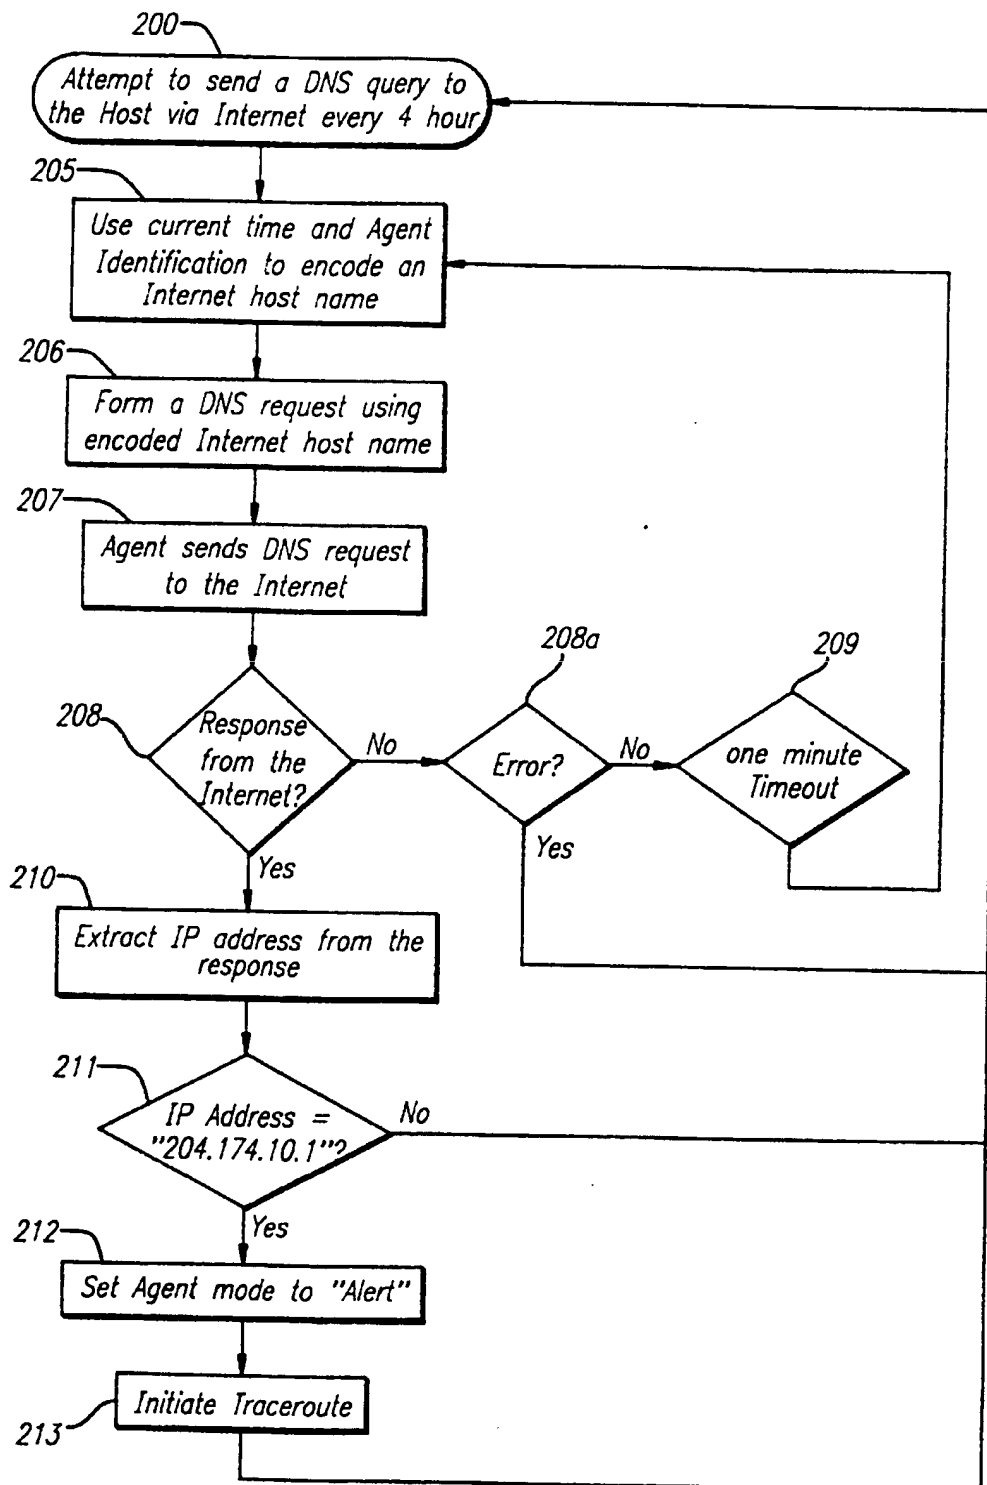 200
Attempt to send a DNS query to
the Host via Internet every 4 hour
205
Use current time and Agent
Identification to encode an
Internet host name
206
Form a DNS request using
encoded Internet host name
207
Agent sends DNS request
to the Internet
208
Response
from the
Internet?
No
208a
Error?
No
209
one minute
Timeout
Yes
Yes
210
Extract IP address from the
response
211
IP Address =
"204.174.10.1"?
No
Yes
212
Set Agent mode to "Alert"
Initiate Traceroute
213